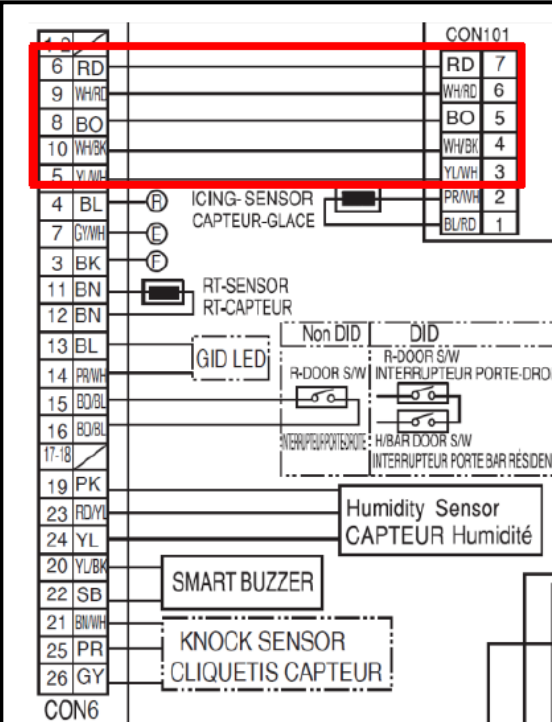 CON101
1-2
6 RD
RD 7
9 WH/RD
WH/RD 6
8 BO
BO 5
10 WH/BK
WH/BK 4
5 YL/WH
YL/WH 3
4 BL
R
ICING-SENSOR
CAPTEUR-GLACE
PR/WH 2
BL/RD 1
7 GY/WH
E
3 BK
F
11 BN
RT-SENSOR
RT-CAPTEUR
12 BN
13 BL
GID LED
14 PR/WH
Non DID
DID
R-DOOR S/W
R-DOOR S/W
INTERRUPTEUR PORTE-DROI
15 BO/BL
16 BO/BL
H/BAR DOOR S/W
INTERRUPTEUR PORTE BAR RÉSIDEN
17-18
19 PK
23 RD/YL
24 YL
Humidity Sensor
CAPTEUR Humidité
20 YL/BK
22 SB
SMART BUZZER
21 BN/WH
25 PR
26 GY
KNOCK SENSOR
CLIQUETIS CAPTEUR
CON6